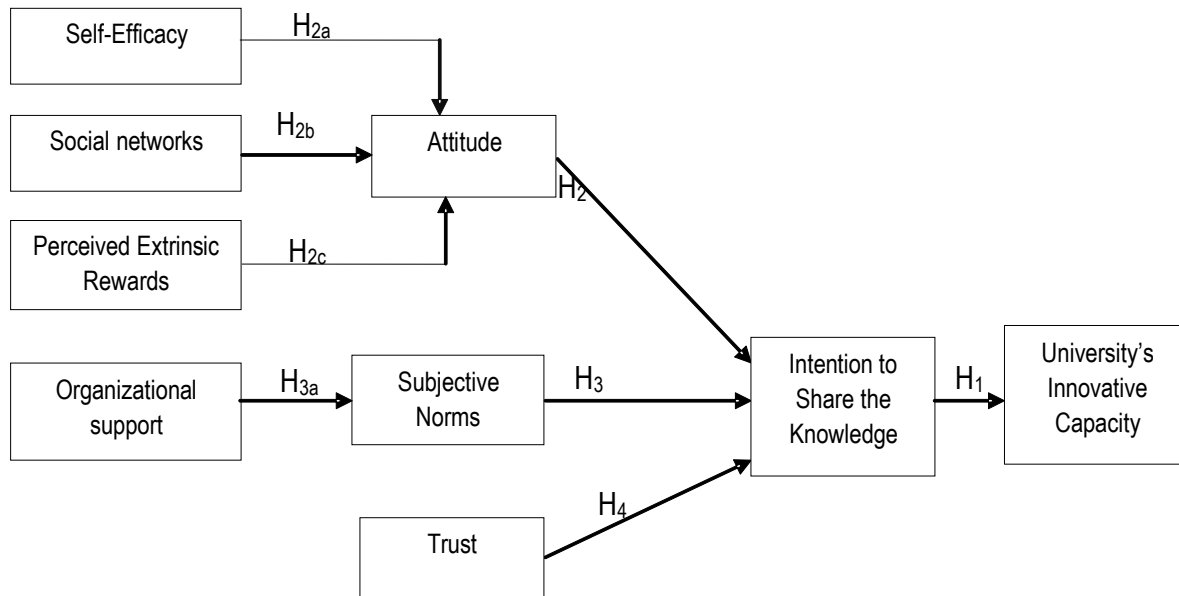 Self-Efficacy
H2a
Social networks
H2b
Attitude
H2
Perceived Extrinsic
Rewards
H2c
Organizational
support
H3a
Subjective
Norms
H3
Intention to
Share the
Knowledge
H1
University’s
Innovative
Capacity
H4
Trust